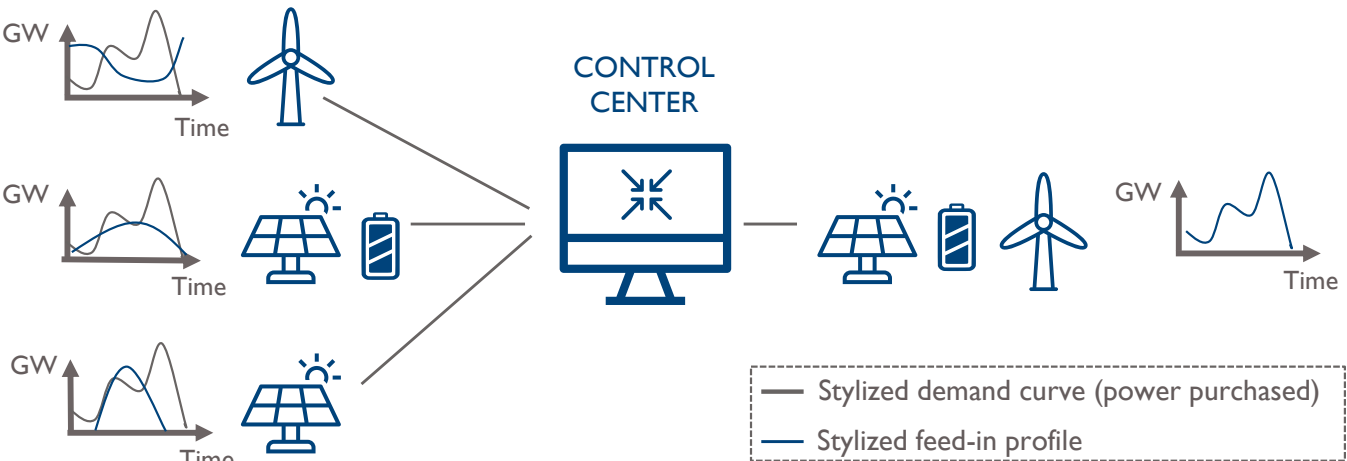 GW
Time
CONTROL
CENTER
GW
Time
GW
Time
GW
Time
Stylized demand curve (power purchased)
Stylized feed-in profile